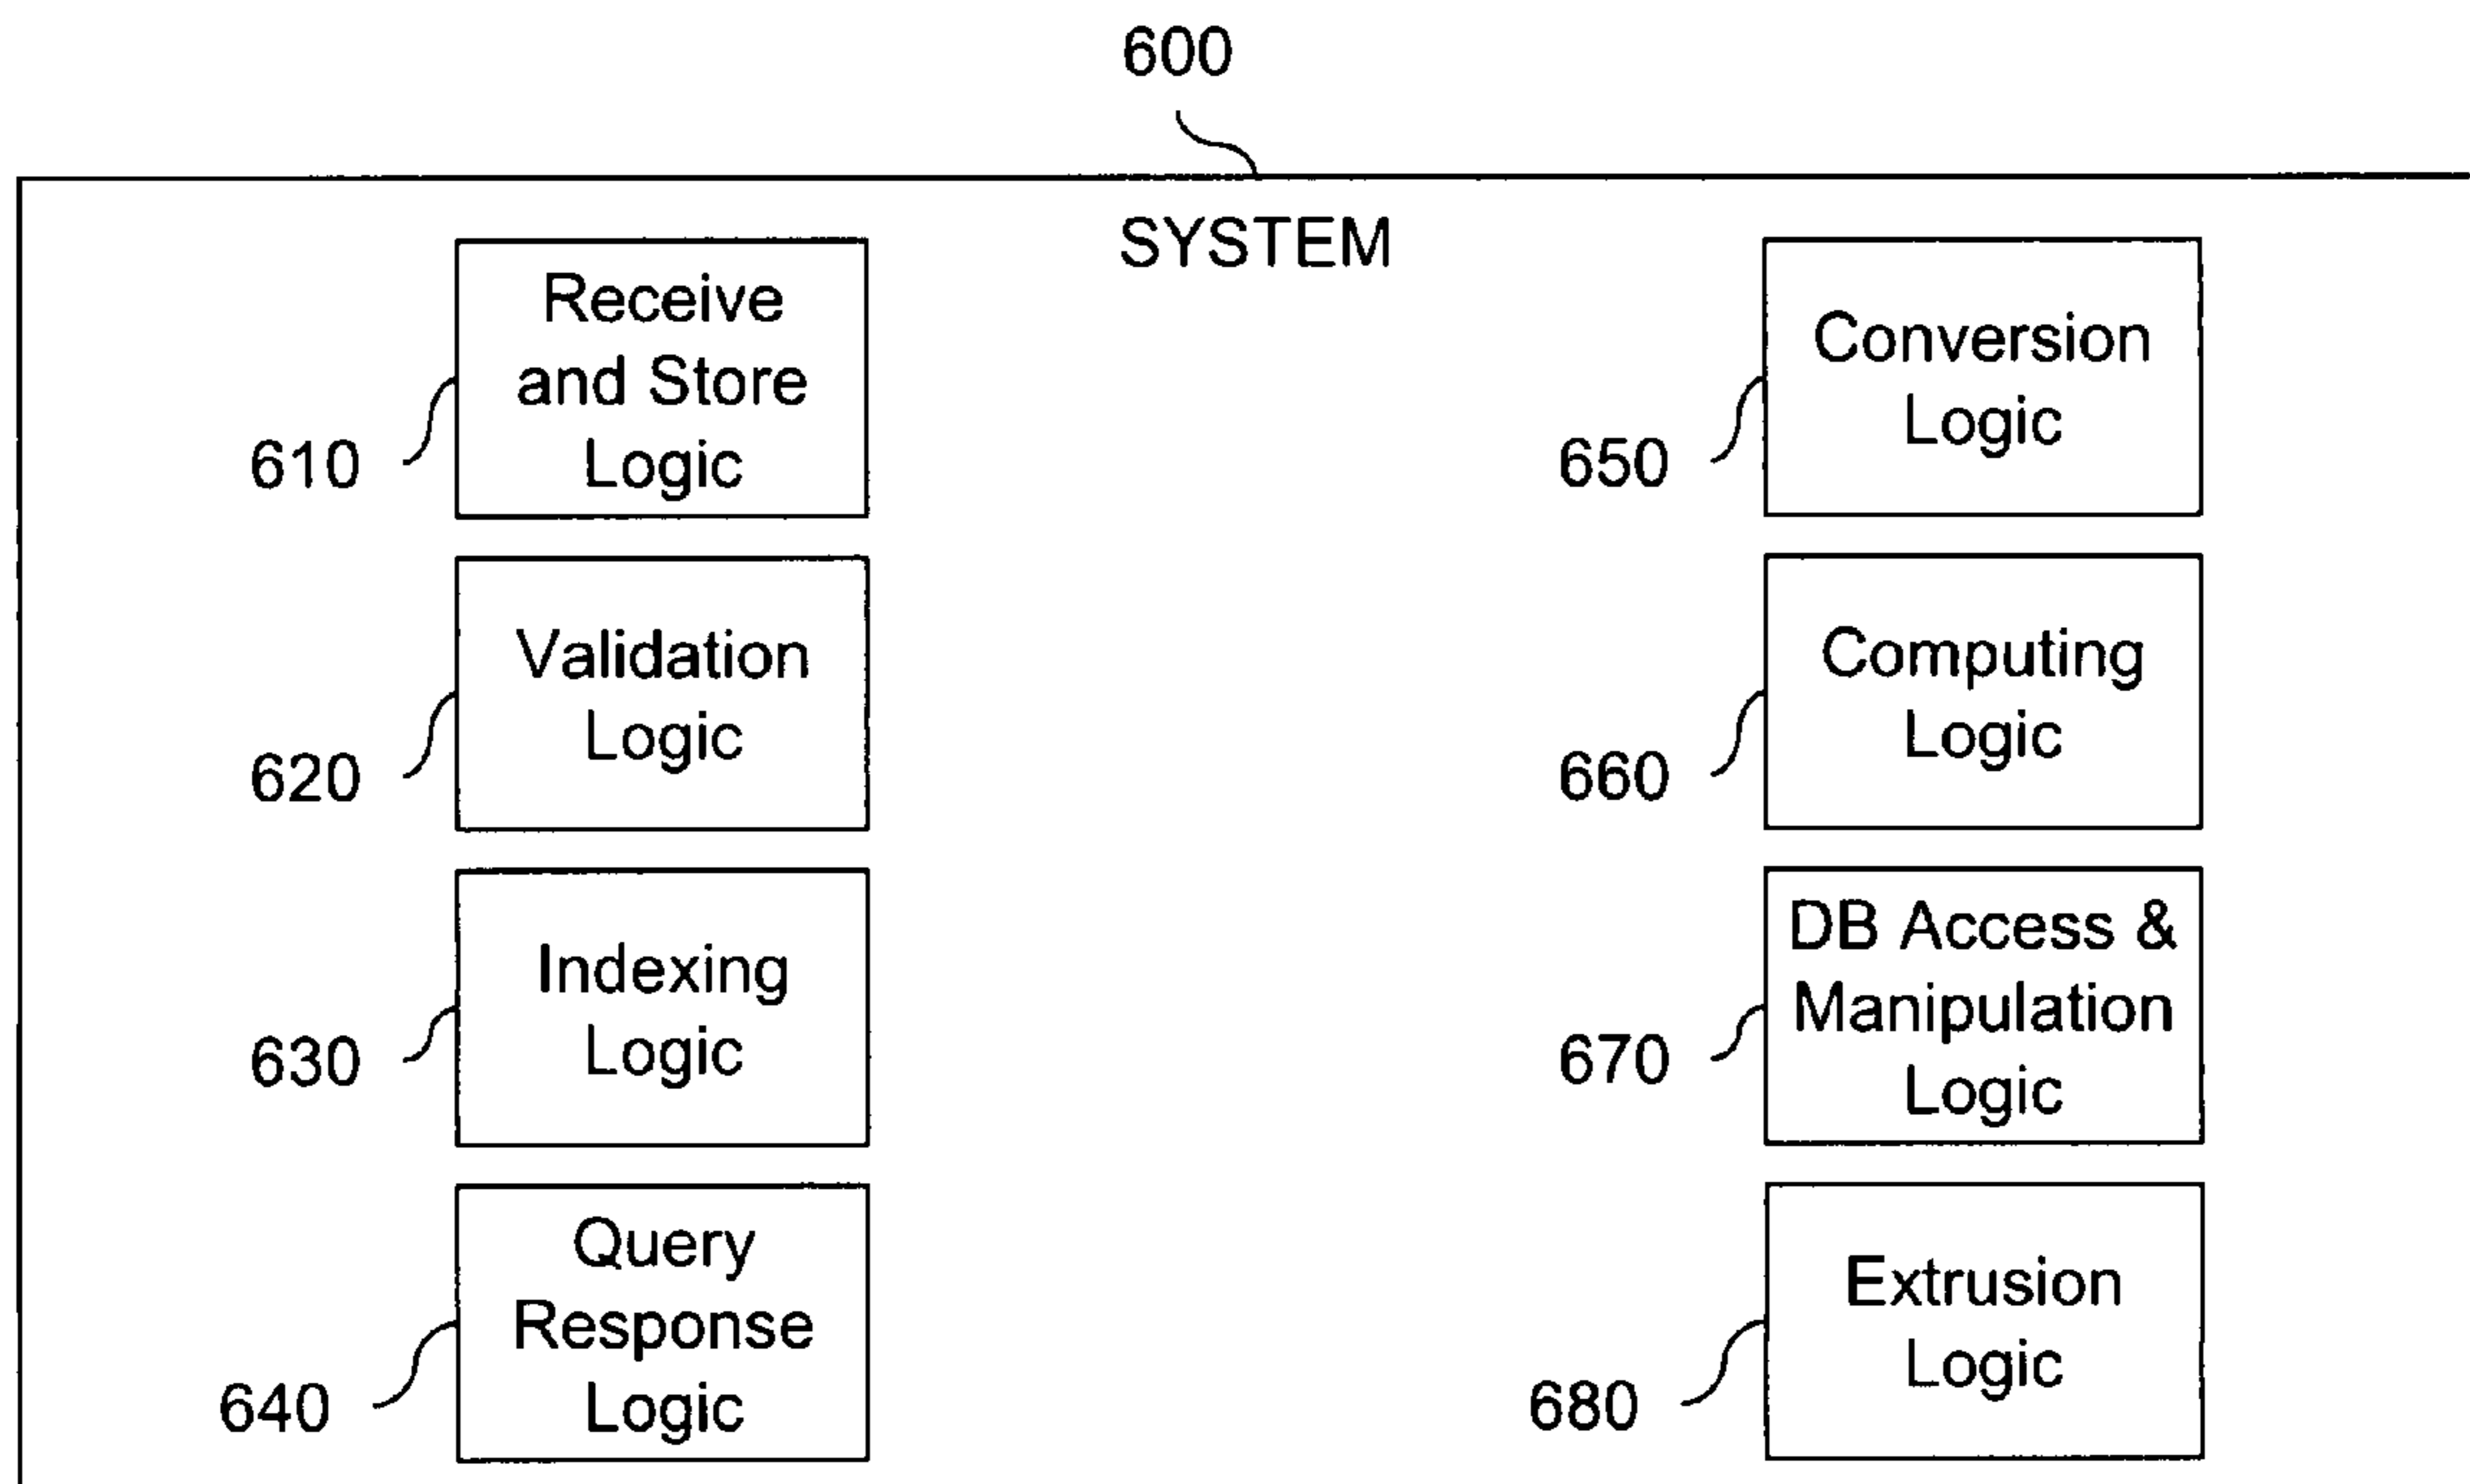 600
SYSTEM
Receive
and Store
Logic
610
Validation
Logic
620
Indexing
Logic
630
Query
Response
Logic
640
Conversion
Logic
650
Computing
Logic
660
DB Access &
Manipulation
Logic
670
Extrusion
Logic
680